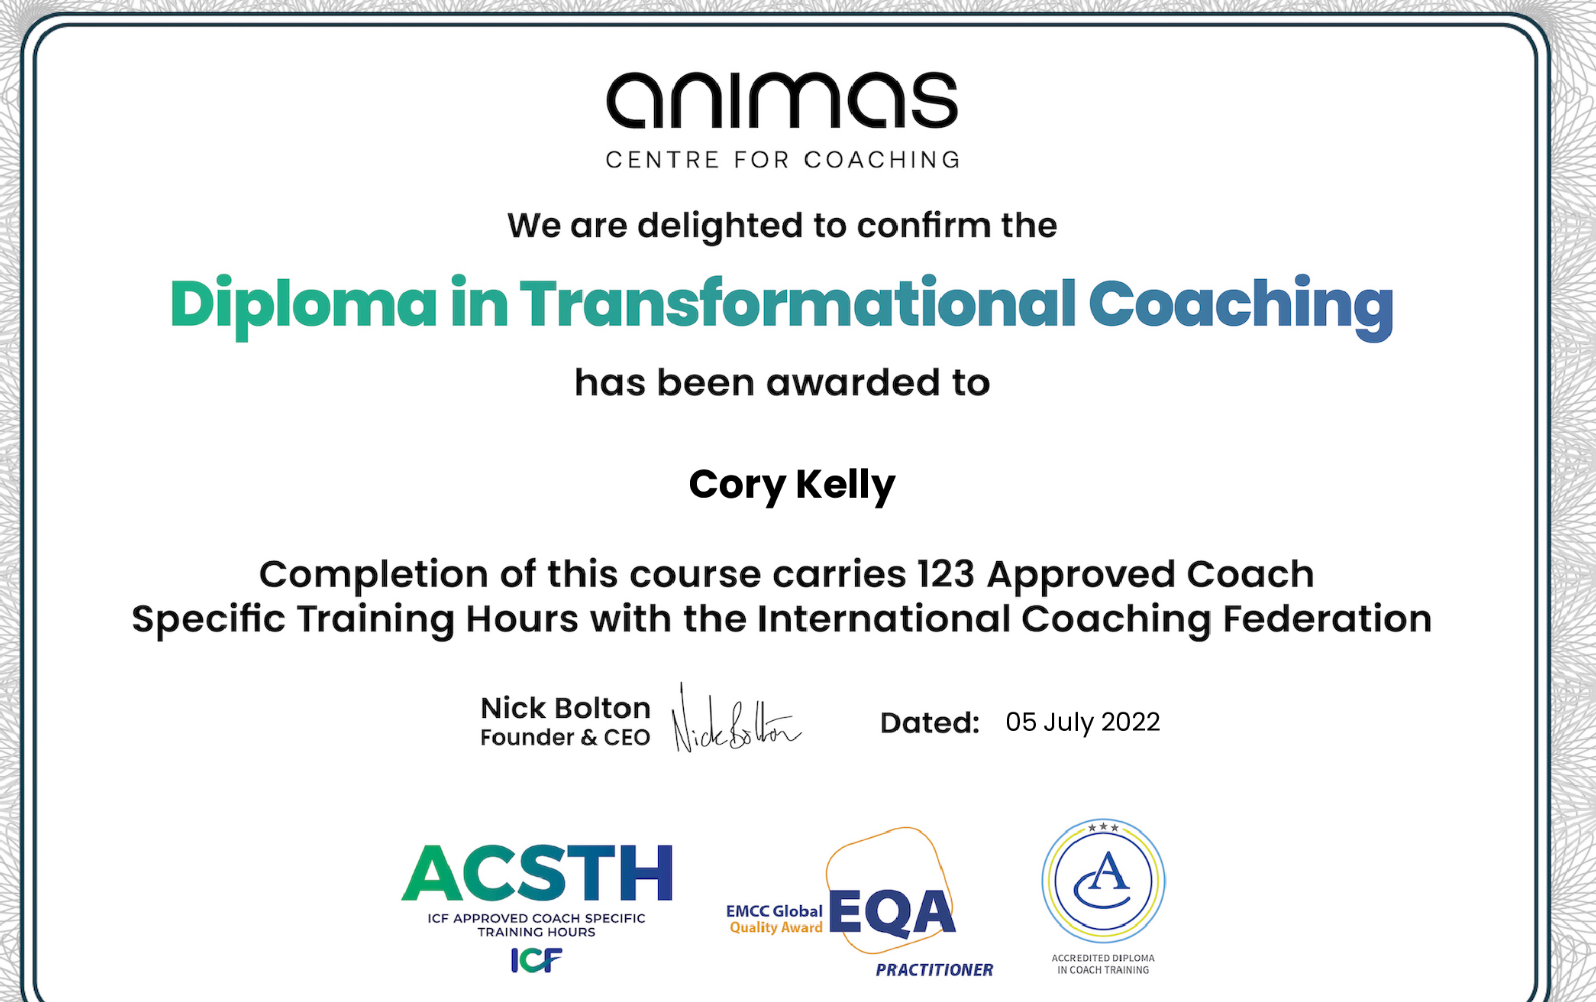 animas
CENTRE FOR COACHING
We are delighted to confirm the
Diploma in Transformational Coaching
has been awarded to
Cory Kelly
Completion of this course carries 123 Approved Coach
Specific Training Hours with the International Coaching Federation
Nick Bolton
Founder & CEO
Nick Bolton
Dated: 05 July 2022
ACSTH
ICF APPROVED COACH SPECIFIC
TRAINING HOURS
ICF
EMCC Global
Quality Award
EQA
PRACTITIONER
AC
ACCREDITED DIPLOMA
IN COACH TRAINING